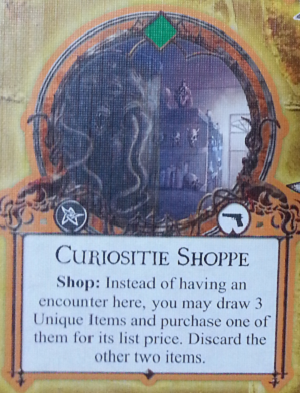 CURIOSITIE SHOPPE
Shop: Instead of having an
encounter here, you may draw 3
Unique Items and purchase one of
them for its list price. Discard the
other two items.